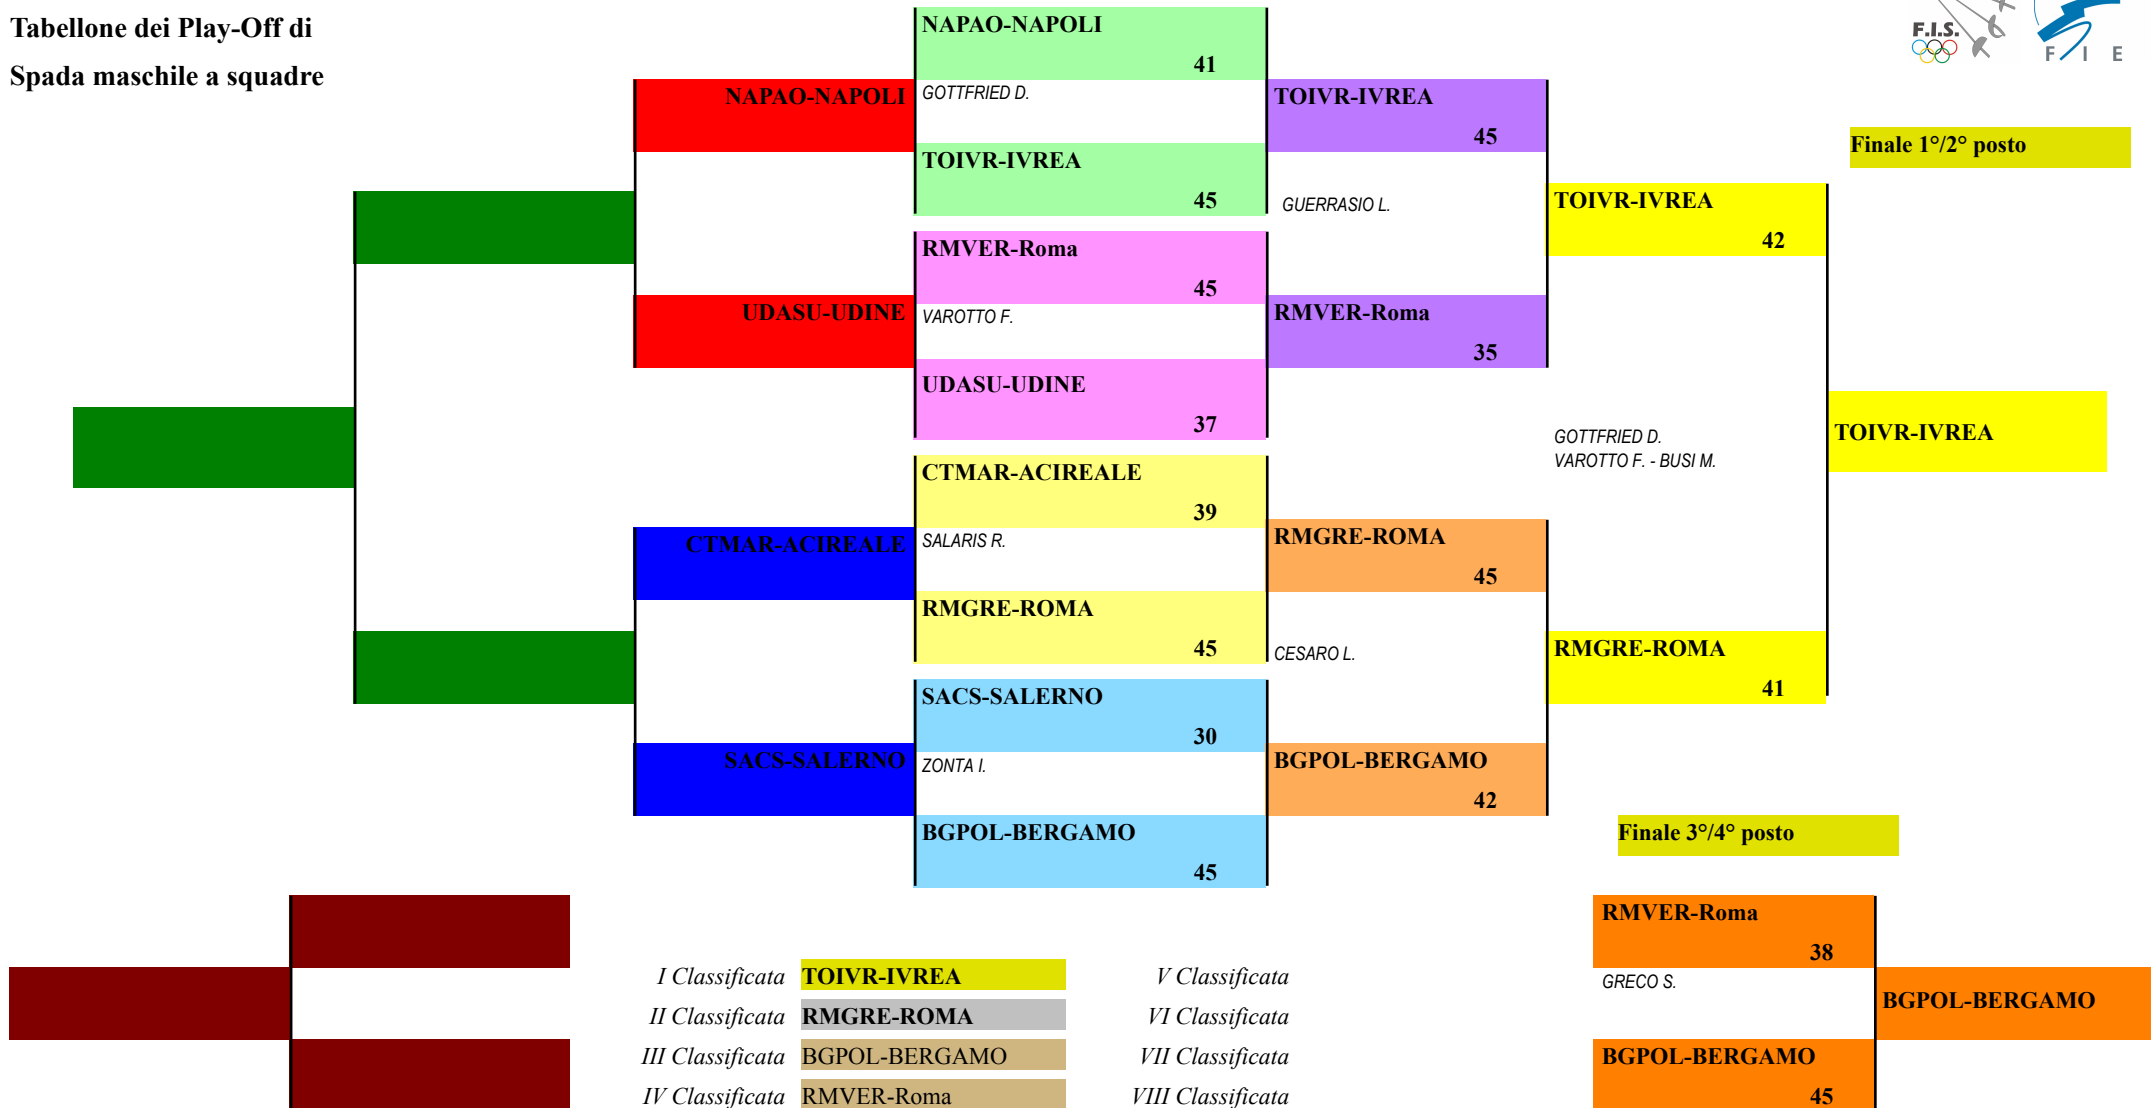 Tabellone dei Play-Off di
Spada maschile a squadre
F.I.S.
F I E
NAPAO-NAPOLI
UDASU-UDINE
CTMAR-ACIREALE
SACS-SALERNO
NAPAO-NAPOLI
41
GOTTFRIED D.
TOIVR-IVREA
45
RMVER-Roma
45
VAROTTO F.
UDASU-UDINE
37
CTMAR-ACIREALE
39
SALARIS R.
RMGRE-ROMA
45
SACS-SALERNO
30
ZONTA I.
BGPOL-BERGAMO
45
TOIVR-IVREA
45
GUERRASIO L.
RMVER-Roma
35
RMGRE-ROMA
45
CESARO L.
BGPOL-BERGAMO
42
Finale 1°/2° posto
TOIVR-IVREA
42
GOTTFRIED D.
VAROTTO F. - BUSI M.
RMGRE-ROMA
41
TOIVR-IVREA
Finale 3°/4° posto
RMVER-Roma
38
GRECO S.
BGPOL-BERGAMO
45
BGPOL-BERGAMO
I Classificata TOIVR-IVREA
II Classificata RMGRE-ROMA
III Classificata BGPOL-BERGAMO
IV Classificata RMVER-Roma
V Classificata
VI Classificata
VII Classificata
VIII Classificata